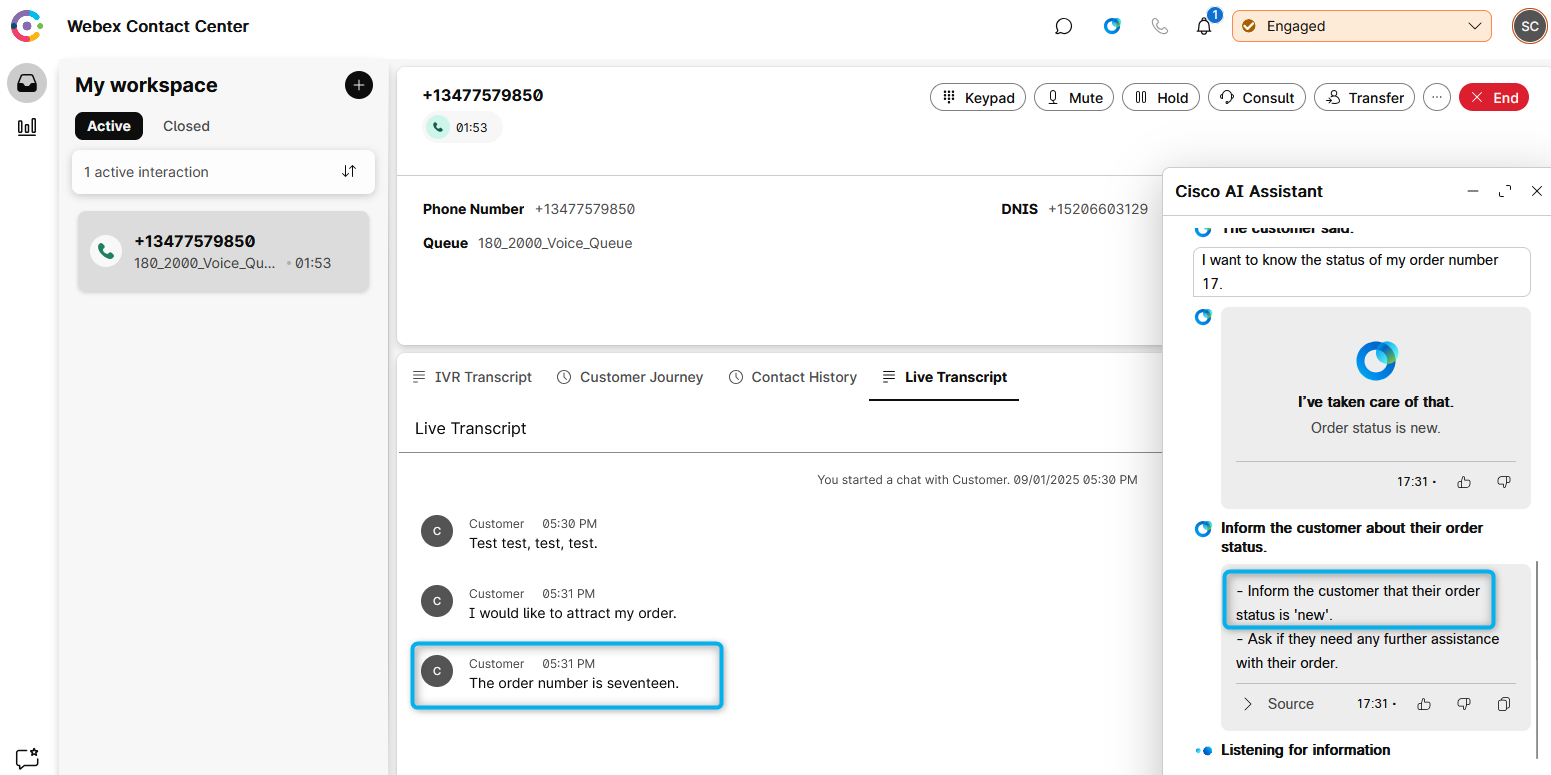 Webex Contact Center
1
Engaged
SC
My workspace
Active
Closed
1 active interaction
+13477579850
180_2000_Voice_Qu... • 01:53
+13477579850
01:53
Keypad
Mute
Hold
Consult
Transfer
End
Phone Number +13477579850
DNIS +15206603129
Queue 180_2000_Voice_Queue
IVR Transcript
Customer Journey
Contact History
Live Transcript
Live Transcript
You started a chat with Customer. 09/01/2025 05:30 PM
C
Customer 05:30 PM
Test test, test, test.
C
Customer 05:31 PM
I would like to attract my order.
C
Customer 05:31 PM
The order number is seventeen.
Cisco AI Assistant
The customer said:
I want to know the status of my order number
17.
I've taken care of that.
Order status is new.
17:31 •
Inform the customer about their order
status.
- Inform the customer that their order
status is 'new'.
- Ask if they need any further assistance
with their order.
Source
17:31 •
Listening for information